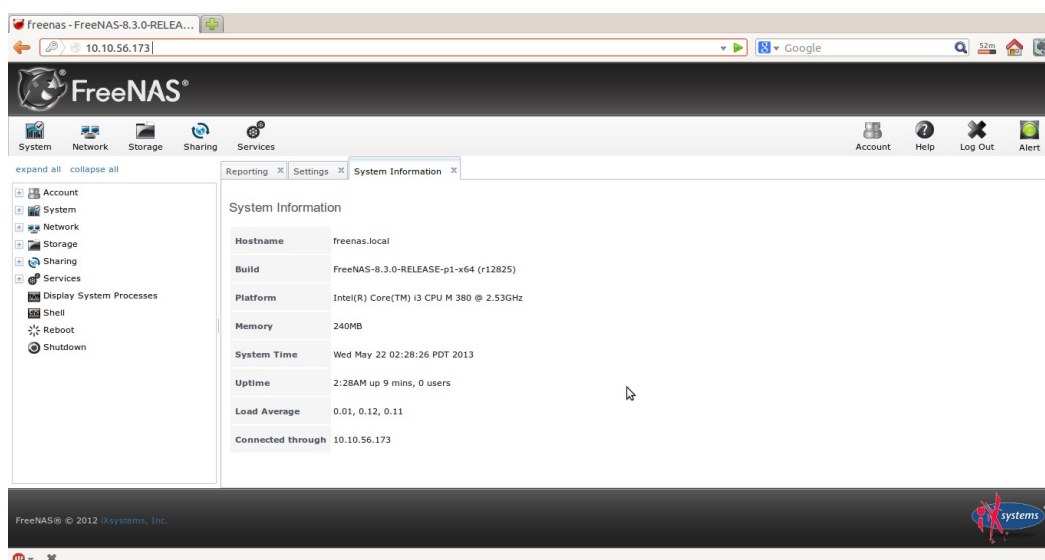 freenas - FreeNAS-8.3.0-RELEA...
10.10.56.173
Google
52m
FreeNAS®
System Network Storage Sharing Services Account Help Log Out Alert
expand all collapse all
Reporting X Settings X System Information X
Account
System
Network
Storage
Sharing
Services
Display System Processes
Shell
Reboot
Shutdown
System Information
Hostname freenas.local
Build FreeNAS-8.3.0-RELEASE-p1-x64 (r12825)
Platform Intel(R) Core(TM) i3 CPU M 380 @ 2.53GHz
Memory 240MB
System Time Wed May 22 02:28:26 PDT 2013
Uptime 2:28AM up 9 mins, 0 users
Load Average 0.01, 0.12, 0.11
Connected through 10.10.56.173
FreeNAS® © 2012 iXsystems, Inc.
iXsystems